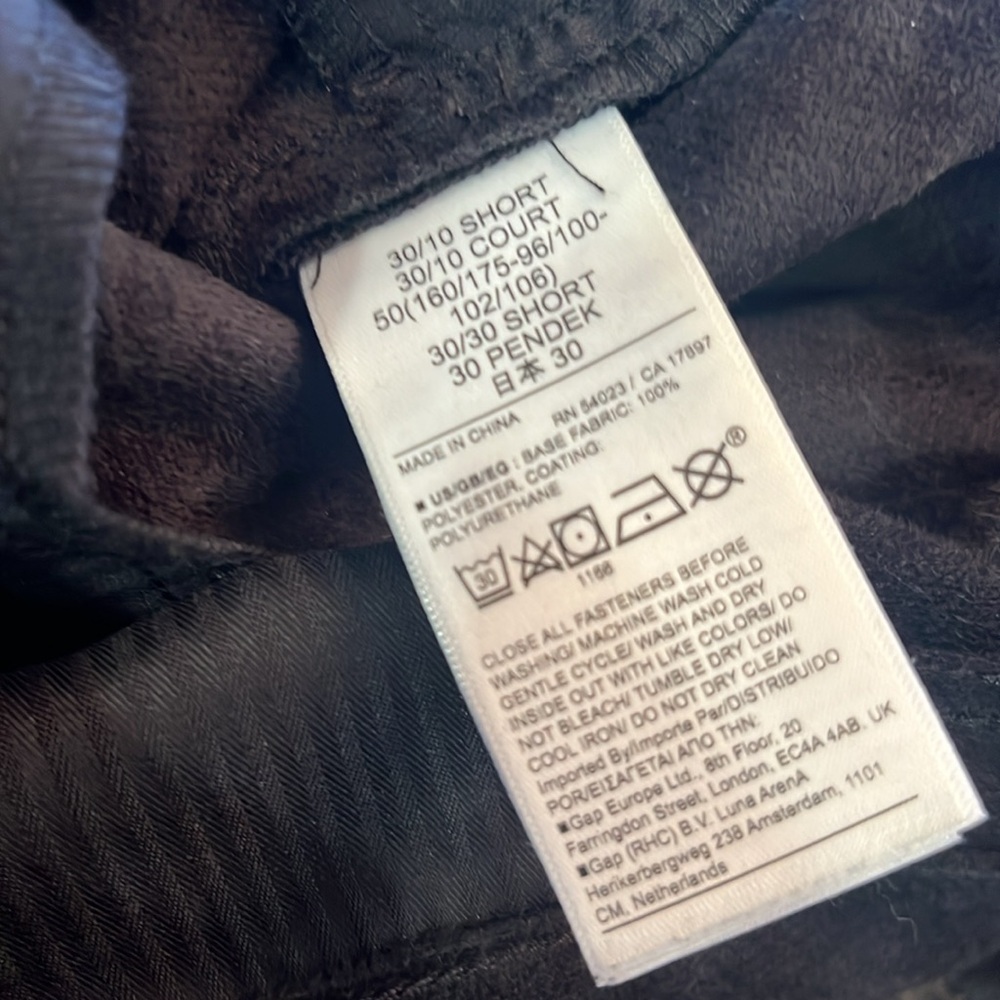 30/10 SHORT
30/10 COURT
50(160/175-96/100-
102/106)
30/30 SHORT
30 PENDEK
日本 30
MADE IN CHINA RN 54023 / CA 17897
■ US/GB/EG : BASE FABRIC: 100%
POLYESTER, COATING:
POLYURETHANE
30
®
1166
CLOSE ALL FASTENERS BEFORE
WASHING/ MACHINE WASH COLD
GENTLE CYCLE/ WASH AND DRY
INSIDE OUT WITH LIKE COLORS/ DO
NOT BLEACH/ TUMBLE DRY LOW/
COOL IRON/ DO NOT DRY CLEAN
Imported By/Importe Par/DISTRIBUIDO
POR/ΕΙΣΑΓΕΤΑΙ ΑΠΟ ΤΗΝ:
■Gap Europe Ltd., 8th Floor, 20
Farringdon Street, London, EC4A 4AB. UK
■Gap (RHC) B.V. Luna ArenA
Herikerbergweg 238 Amsterdam, 1101
CM, Netherlands